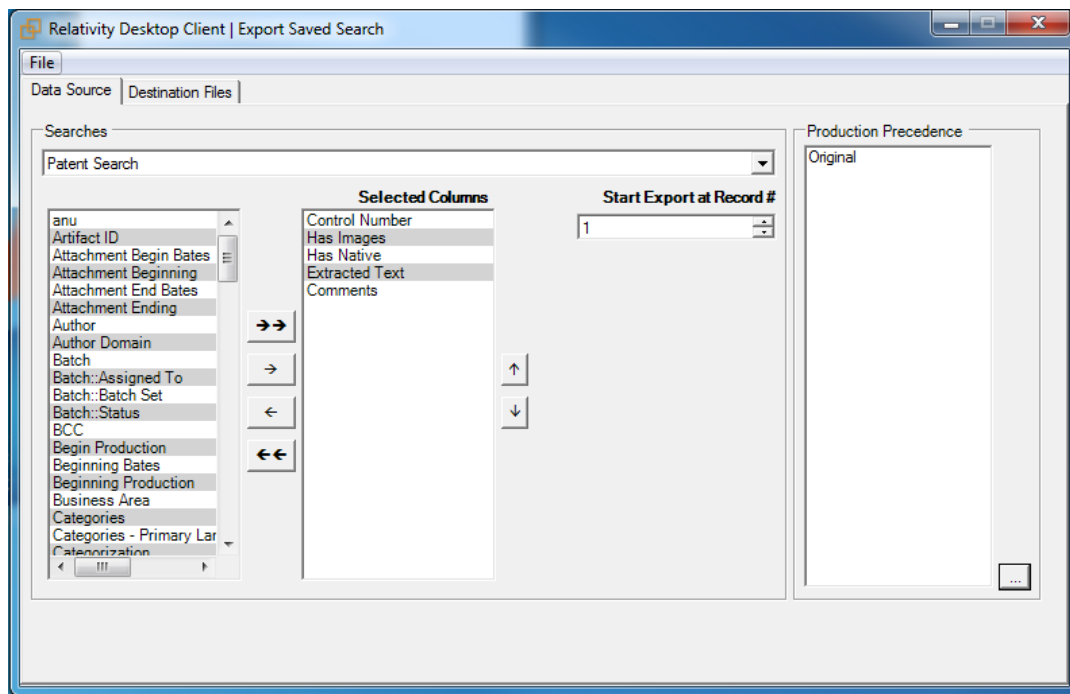 Relativity Desktop Client | Export Saved Search
File
Data Source
Destination Files
Searches
Patent Search
anu
Artifact ID
Attachment Begin Bates
Attachment Beginning
Attachment End Bates
Attachment Ending
Author
Author Domain
Batch
Batch::Assigned To
Batch::Batch Set
Batch::Status
BCC
Begin Production
Beginning Bates
Beginning Production
Business Area
Categories
Categories - Primary Lar
Categorization
Selected Columns
Control Number
Has Images
Has Native
Extracted Text
Comments
Start Export at Record #
1
Production Precedence
Original
...